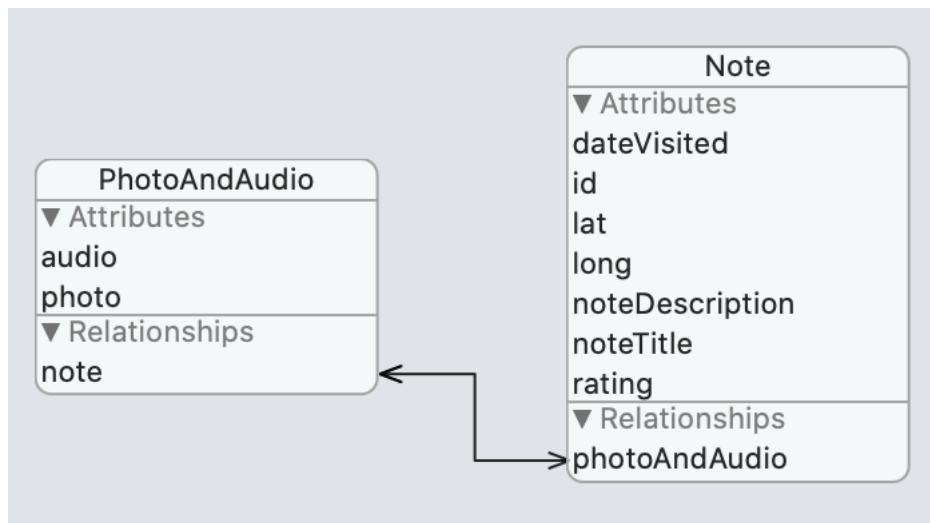 PhotoAndAudio
▼ Attributes
audio
photo
▼ Relationships
note
Note
▼ Attributes
dateVisited
id
lat
long
noteDescription
noteTitle
rating
▼ Relationships
photoAndAudio